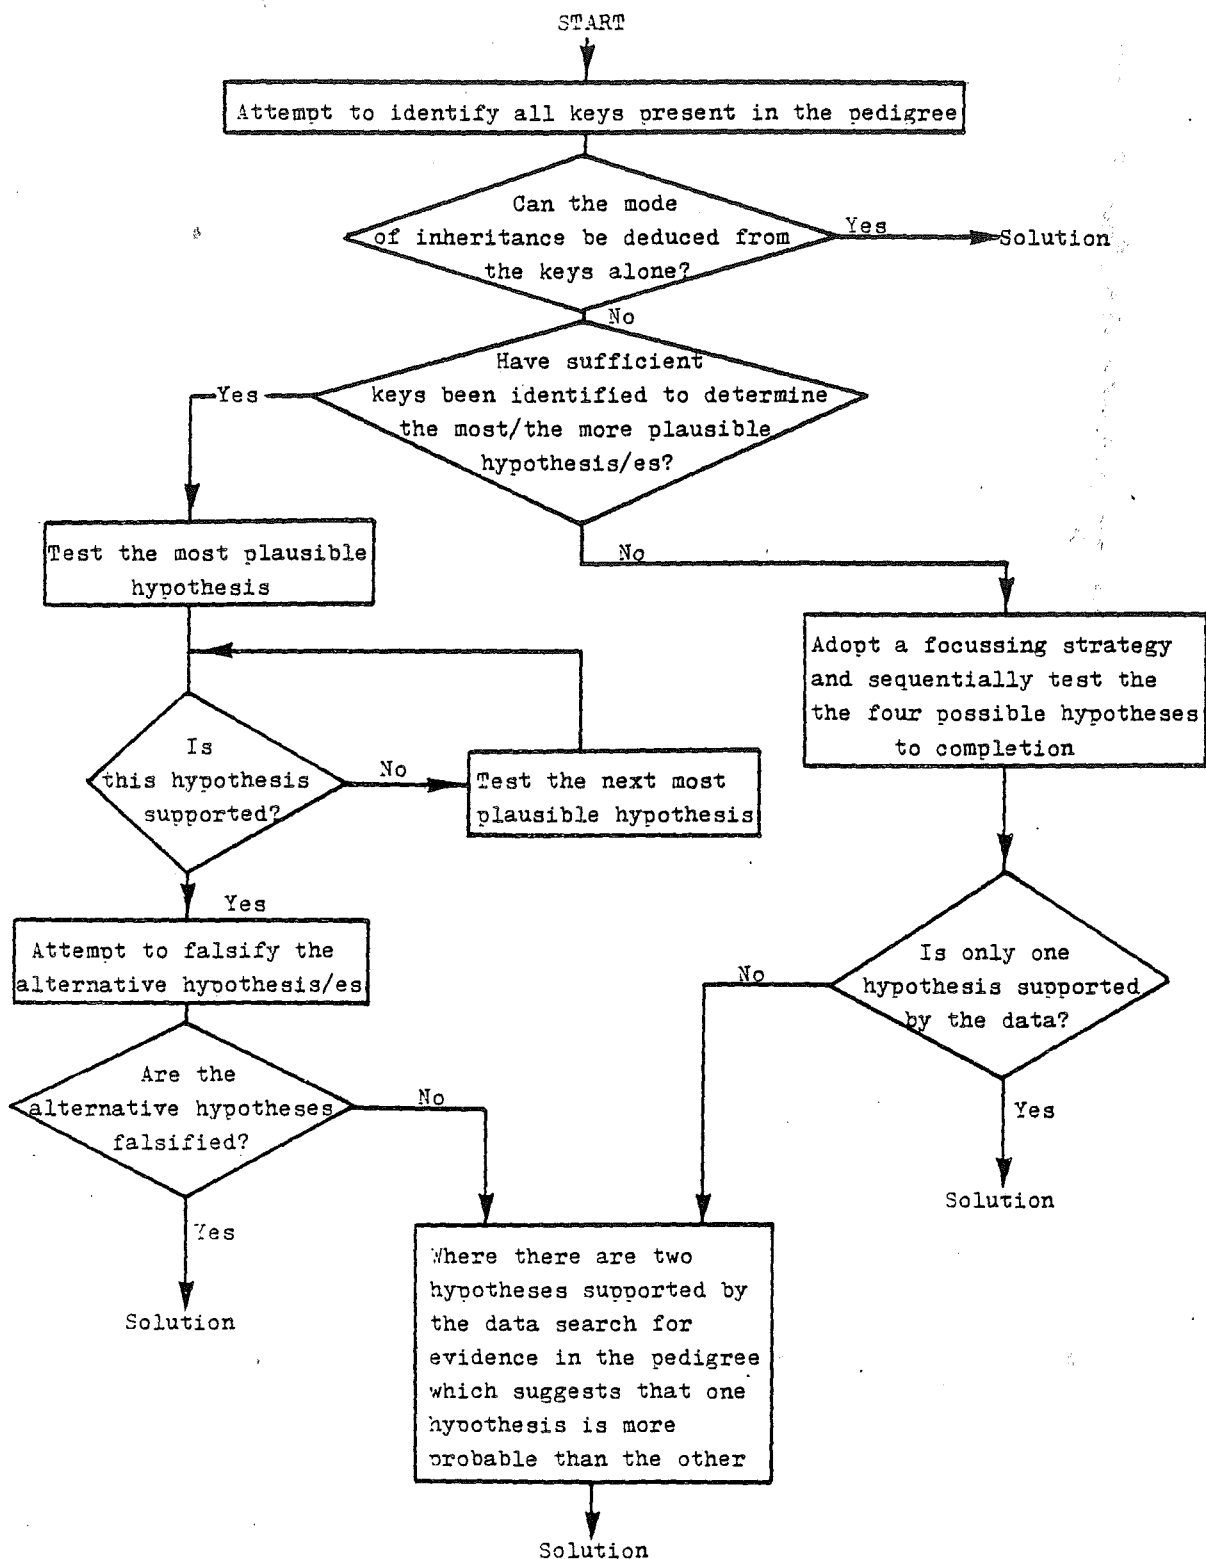 START
Attempt to identify all keys present in the pedigree
Can the mode
of inheritance be deduced from
the keys alone?
Yes
Solution
No
Have sufficient
keys been identified to determine
the most/the more plausible
hypothesis/es?
Yes
No
Test the most plausible
hypothesis
Adopt a focussing strategy
and sequentially test the
the four possible hypotheses
to completion
Is
this hypothesis
supported?
No
Test the next most
plausible hypothesis
Yes
Attempt to falsify the
alternative hypothesis/es
Is only one
hypothesis supported
by the data?
No
Yes
Solution
Are the
alternative hypotheses
falsified?
No
Yes
Solution
Where there are two
hypotheses supported by
the data search for
evidence in the pedigree
which suggests that one
hypothesis is more
probable than the other
Solution